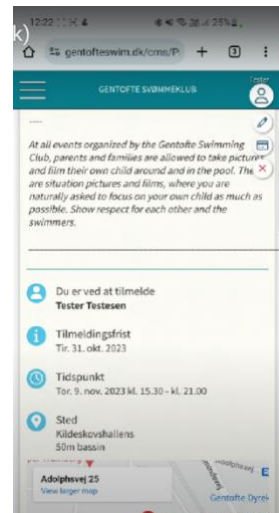 k)
12:22
25%
gentofteswim.dk/cms/P
3
GENTOFTE SVØMMEKLUB
Tester
----
At all events organized by the Gentofte Swimming
Club, parents and families are allowed to take pictures
and film their own child around and in the pool. The
are situation pictures and films, where you are
naturally asked to focus on your own child as much as
possible. Show respect for each other and the
swimmers.
Du er ved at tilmelde
Tester Testesen
Tilmeldingsfrist
Tir. 31. okt. 2023
Tidspunkt
Tor. 9. nov. 2023 kl. 15.30 - kl. 21.00
Sted
Kildeskovshallens
50m bassin
Adolphsvej 25
View larger map
Adolphsvej
E
Gentofte Dyrek